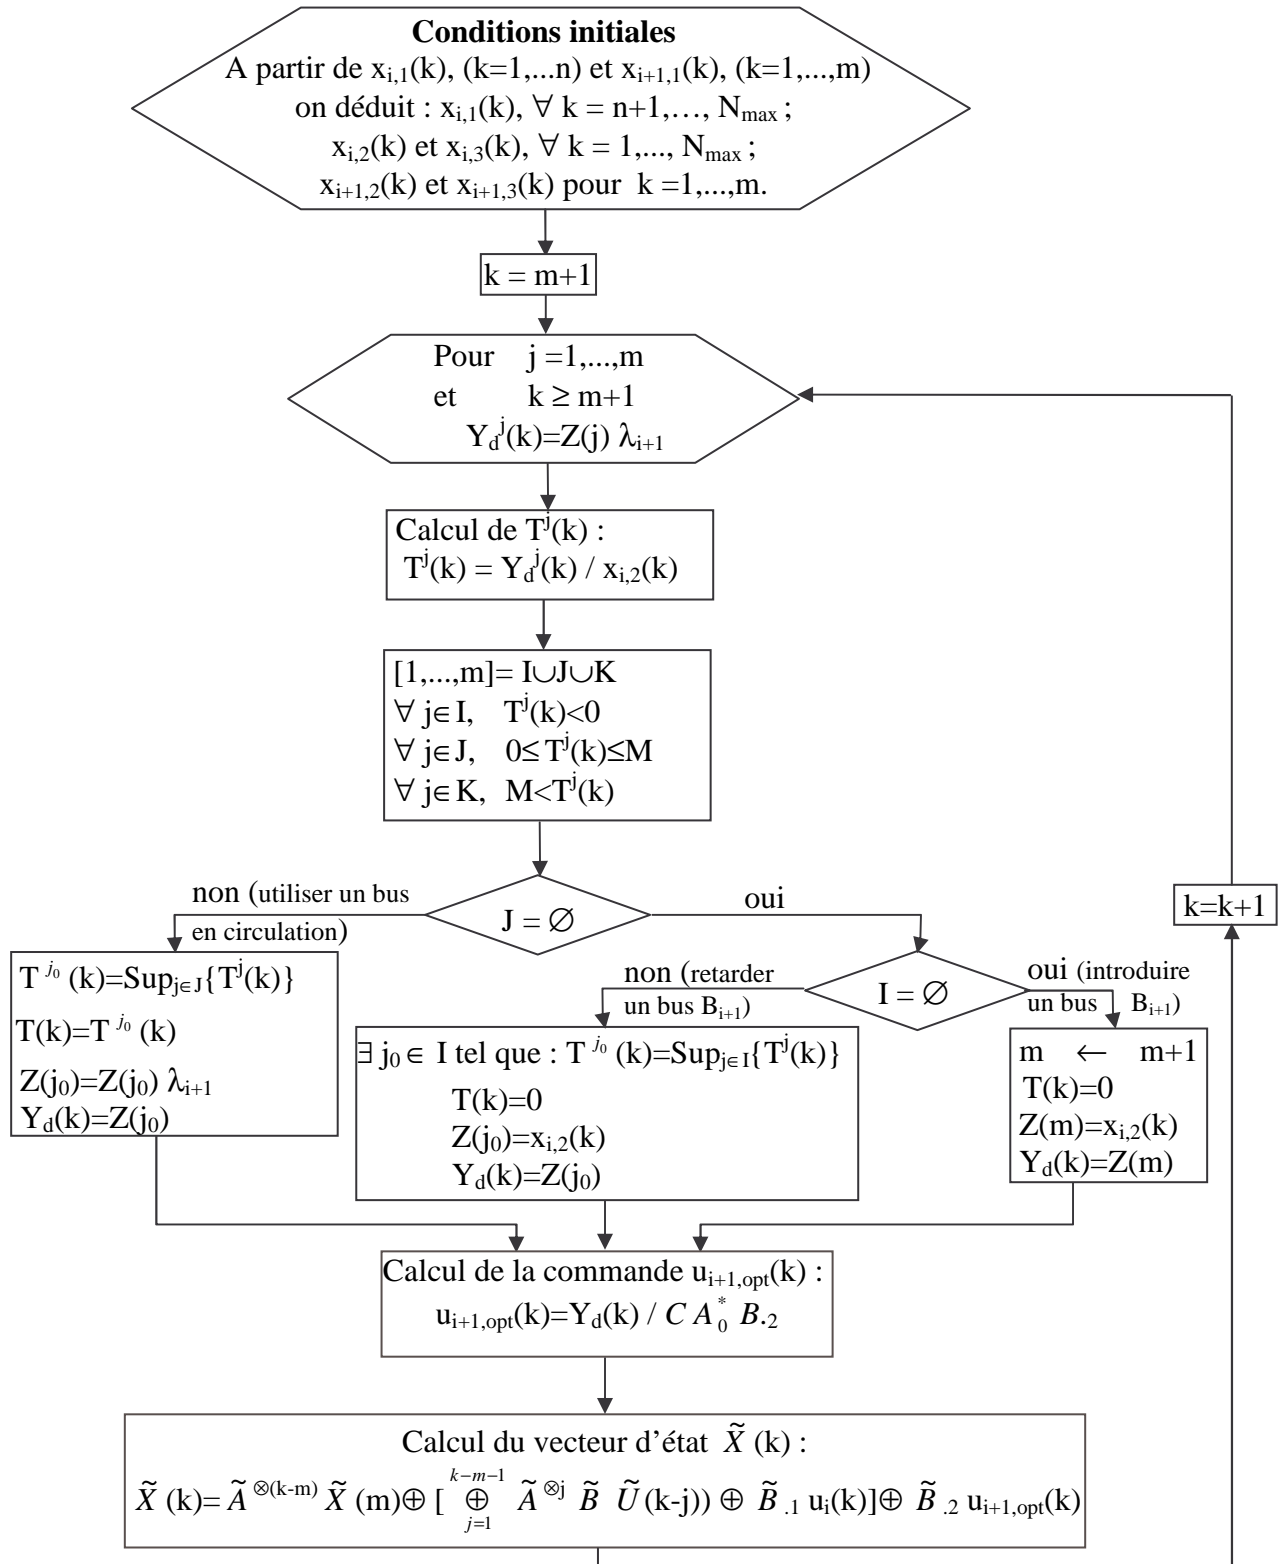 Conditions initiales
A partir de x_{i,1}(k), (k=1,...n) et x_{i+1,1}(k), (k=1,...,m)
on déduit : x_{i,1}(k), ∀ k = n+1,…, N_{max} ;
x_{i,2}(k) et x_{i,3}(k), ∀ k = 1,..., N_{max} ;
x_{i+1,2}(k) et x_{i+1,3}(k) pour k =1,...,m.
k = m+1
Pour j =1,...,m
et k ≥ m+1
Y_d^j(k)=Z(j) λ_{i+1}
Calcul de T^j(k) :
T^j(k) = Y_d^j(k) / x_{i,2}(k)
[1,...,m]= I∪J∪K
∀ j∈I, T^j(k)<0
∀ j∈J, 0≤T^j(k)≤M
∀ j∈K, M<T^j(k)
J = ∅
non (utiliser un bus
en circulation)
oui
k=k+1
T^{j_0}(k)=Sup_{j∈J}{T^j(k)}
T(k)=T^{j_0}(k)
Z(j_0)=Z(j_0) λ_{i+1}
Y_d(k)=Z(j_0)
I = ∅
non (retarder
un bus B_{i+1})
oui (introduire
un bus B_{i+1})
∃ j_0∈ I tel que : T^{j_0}(k)=Sup_{j∈I}{T^j(k)}
T(k)=0
Z(j_0)=x_{i,2}(k)
Y_d(k)=Z(j_0)
m ← m+1
T(k)=0
Z(m)=x_{i,2}(k)
Y_d(k)=Z(m)
Calcul de la commande u_{i+1,opt}(k) :
u_{i+1,opt}(k)=Y_d(k) / C A_0^* B._2
Calcul du vecteur d'état X̃ (k) :
X̃ (k)= Ã^{⊗(k-m)} X̃ (m)⊕ [ ⊕_{j=1}^{k-m-1} Ã^{⊗j} B̃ Ũ(k-j)) ⊕ B̃_{.1} u_i(k)]⊕ B̃_{.2} u_{i+1,opt}(k)